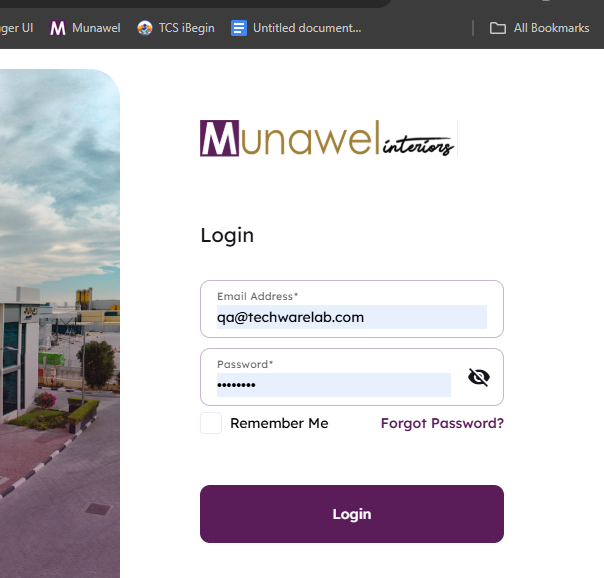 ger UI
Munawel
TCS iBegin
Untitled document...
All Bookmarks
Munawel interiors
Login
Email Address*
qa@techwarelab.com
Password*
••••••••
Remember Me
Forgot Password?
Login